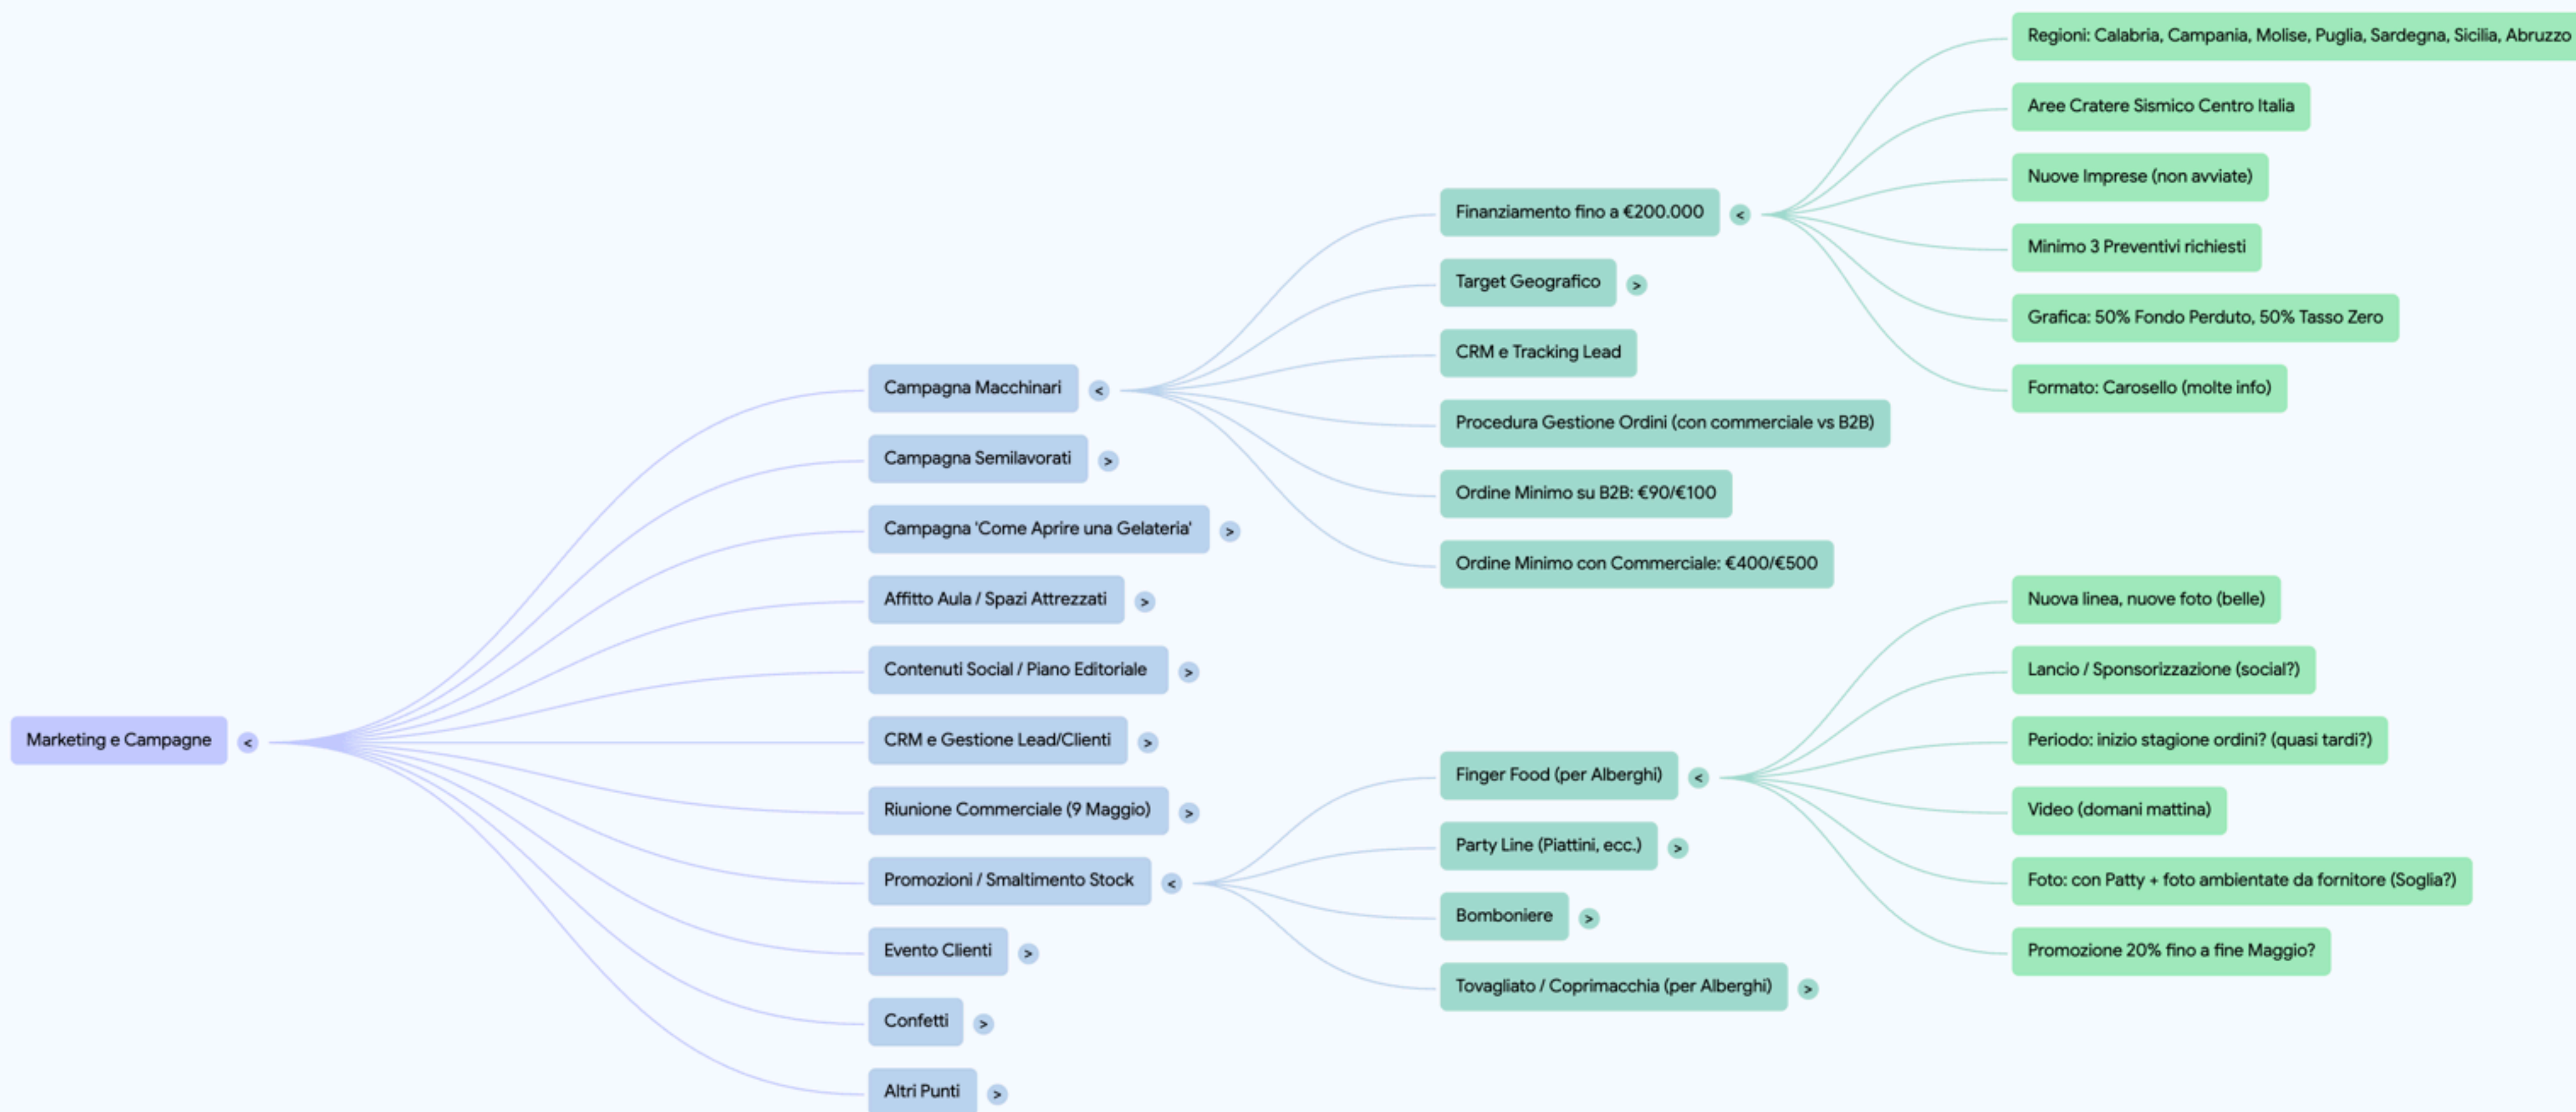 Marketing e Campagne
<
Campagna Macchinari
<
Finanziamento fino a €200.000
<
Regioni: Calabria, Campania, Molise, Puglia, Sardegna, Sicilia, Abruzzo
Aree Cratere Sismico Centro Italia
Nuove Imprese (non avviate)
Minimo 3 Preventivi richiesti
Grafica: 50% Fondo Perduto, 50% Tasso Zero
Formato: Carosello (molte info)
Target Geografico
>
CRM e Tracking Lead
Procedura Gestione Ordini (con commerciale vs B2B)
Ordine Minimo su B2B: €90/€100
Ordine Minimo con Commerciale: €400/€500
Campagna Semilavorati
>
Campagna 'Come Aprire una Gelateria'
>
Affitto Aula / Spazi Attrezzati
>
Contenuti Social / Piano Editoriale
>
CRM e Gestione Lead/Clienti
>
Riunione Commerciale (9 Maggio)
>
Promozioni / Smaltimento Stock
<
Finger Food (per Alberghi)
<
Nuova linea, nuove foto (belle)
Lancio / Sponsorizzazione (social?)
Periodo: inizio stagione ordini? (quasi tardi?)
Video (domani mattina)
Foto: con Patty + foto ambientate da fornitore (Soglia?)
Promozione 20% fino a fine Maggio?
Party Line (Piattini, ecc.)
>
Bomboniere
>
Tovagliato / Coprimacchia (per Alberghi)
>
Evento Clienti
>
Confetti
>
Altri Punti
>